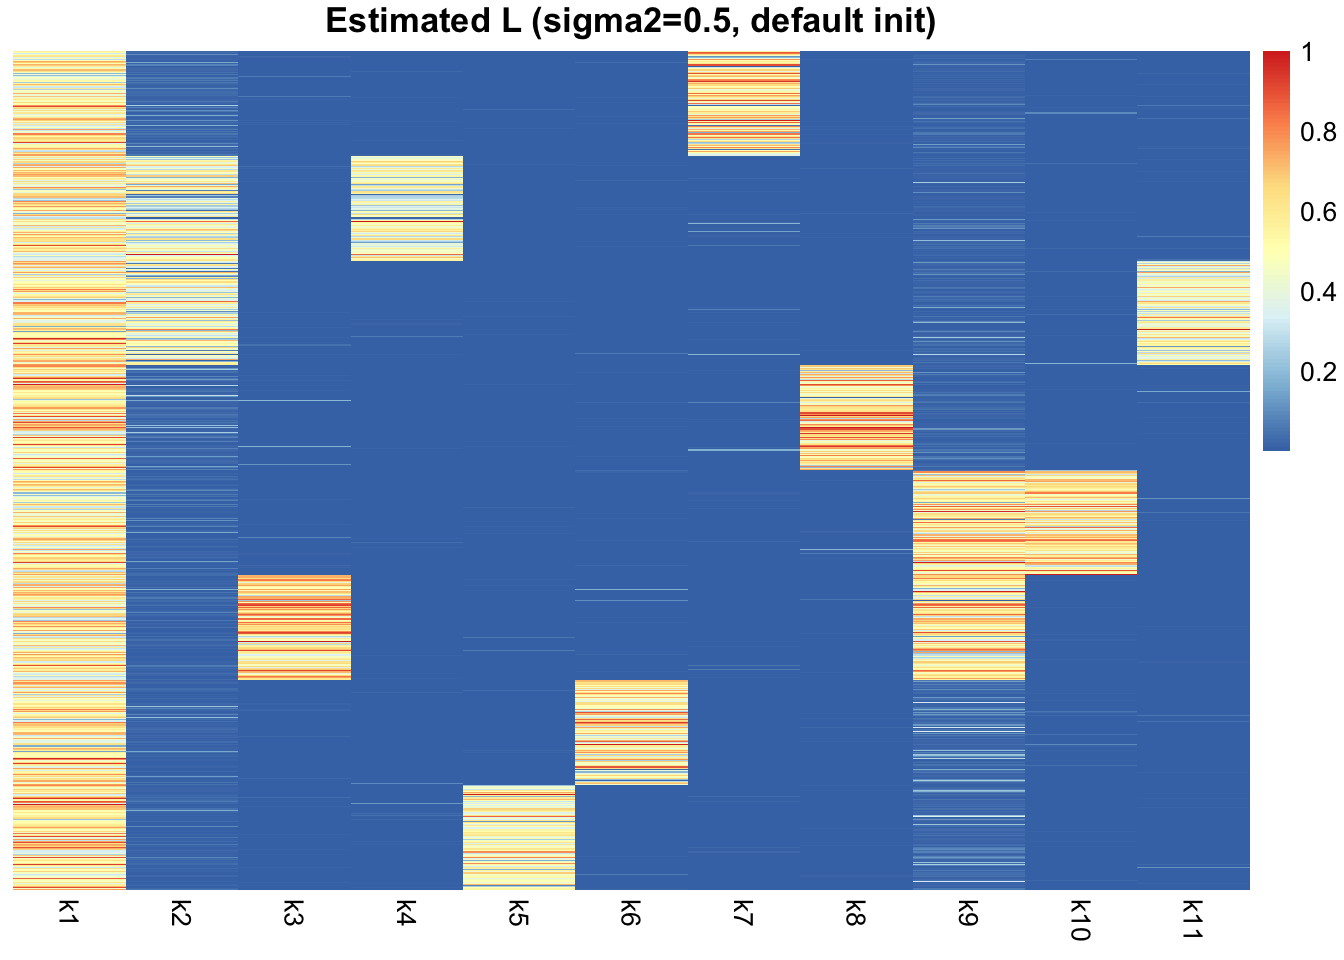 Estimated L (sigma2=0.5, default init)
1
0.8
0.6
0.4
0.2
k1
k2
k3
k4
k5
k6
k7
k8
k9
k10
k11